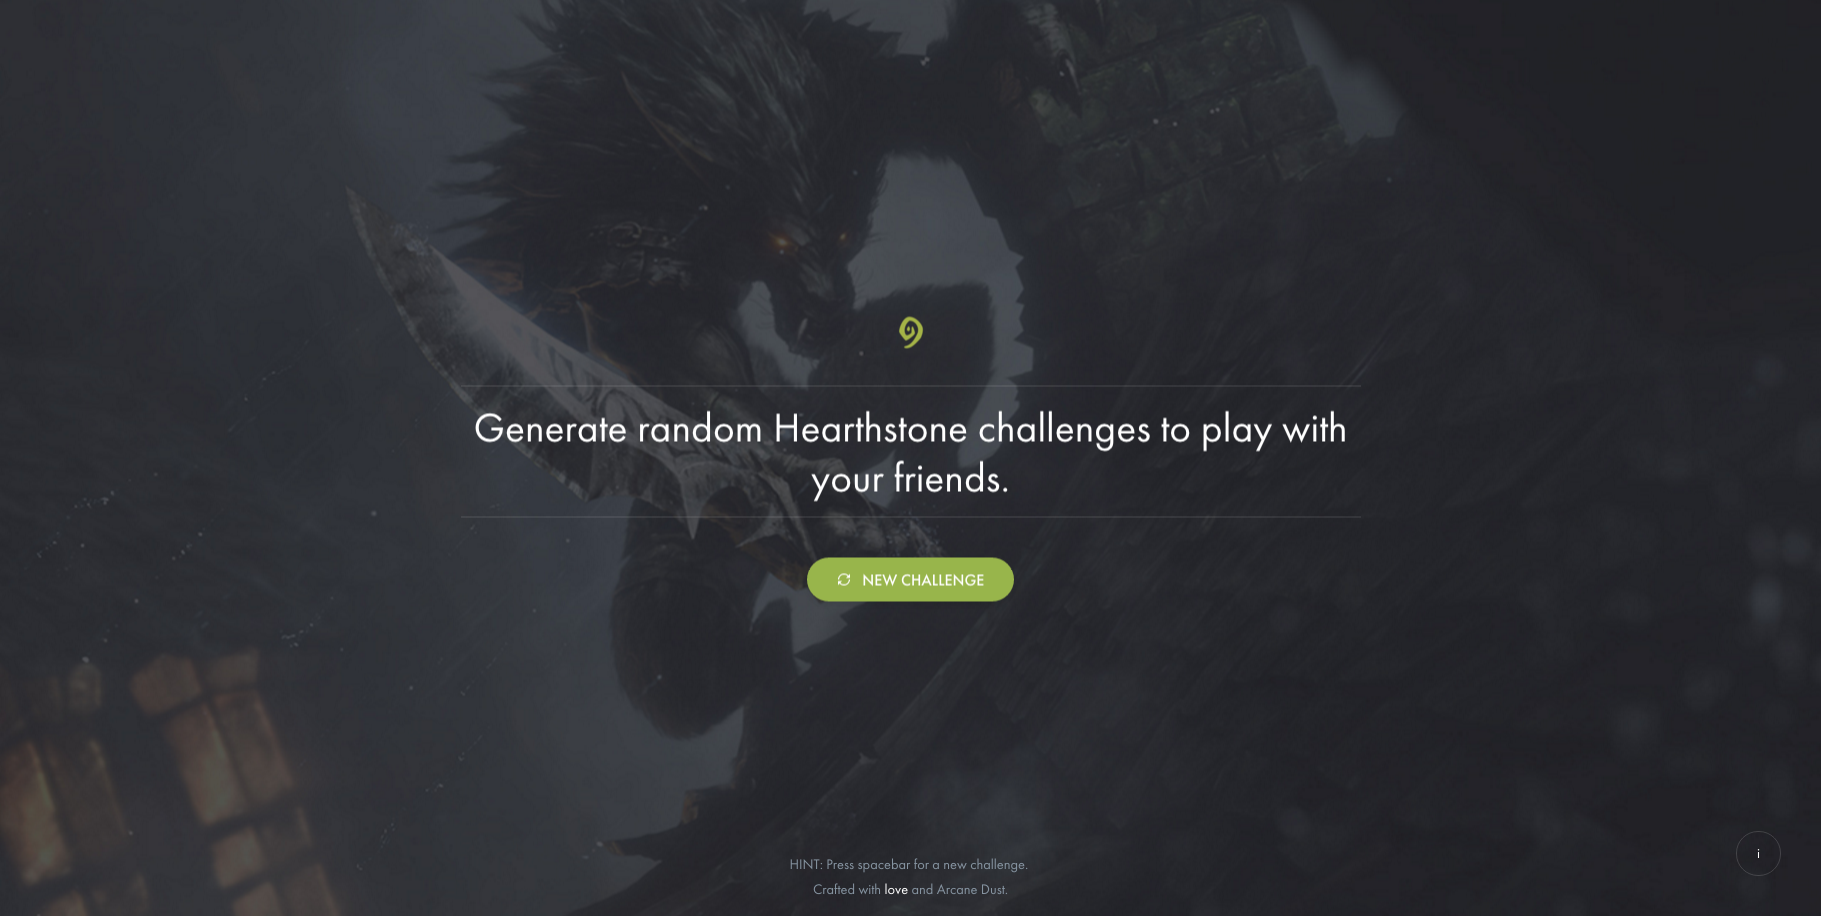 Generate random Hearthstone challenges to play with
your friends.
NEW CHALLENGE
HINT: Press spacebar for a new challenge.
Crafted with love and Arcane Dust.
i